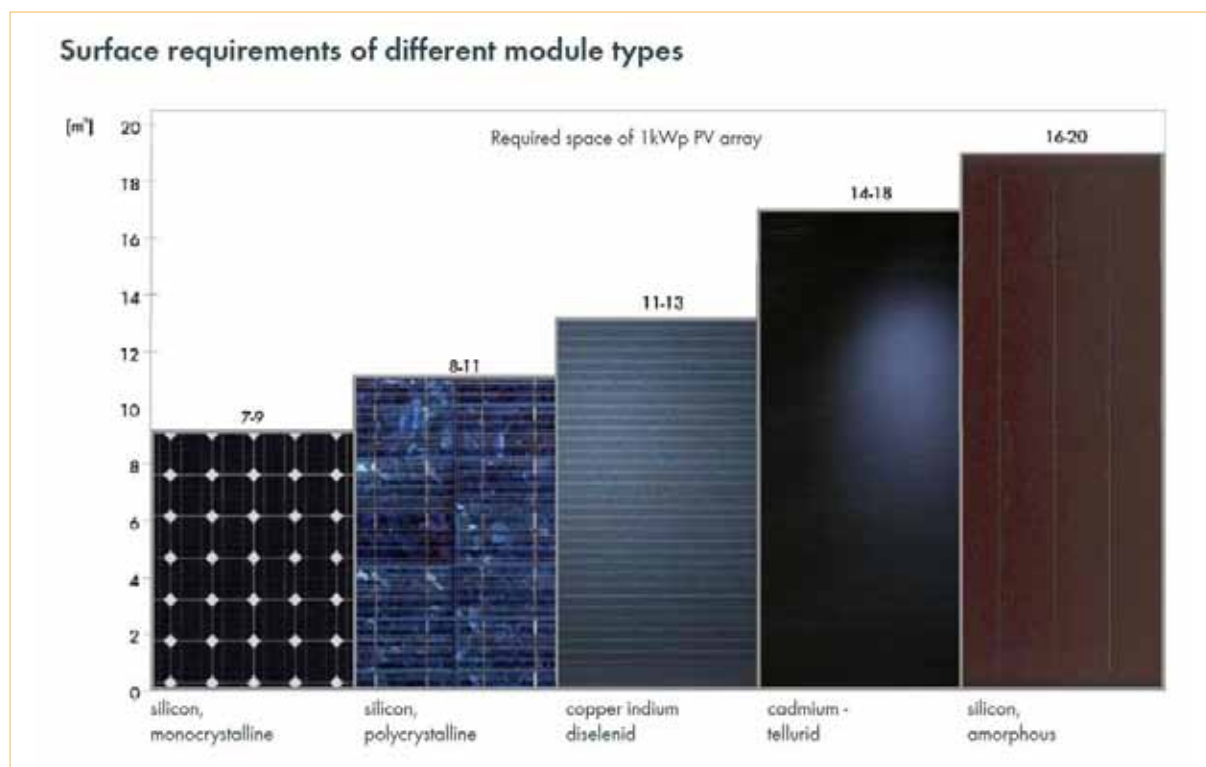 Surface requirements of different module types
[m²]
Required space of 1kWp PV array
20
18
16
14
12
10
8
6
4
2
0
7-9
8-11
11-13
14-18
16-20
silicon,
monocrystalline
silicon,
polycrystalline
copper indium
diselenid
cadmium -
tellurid
silicon,
amorphous